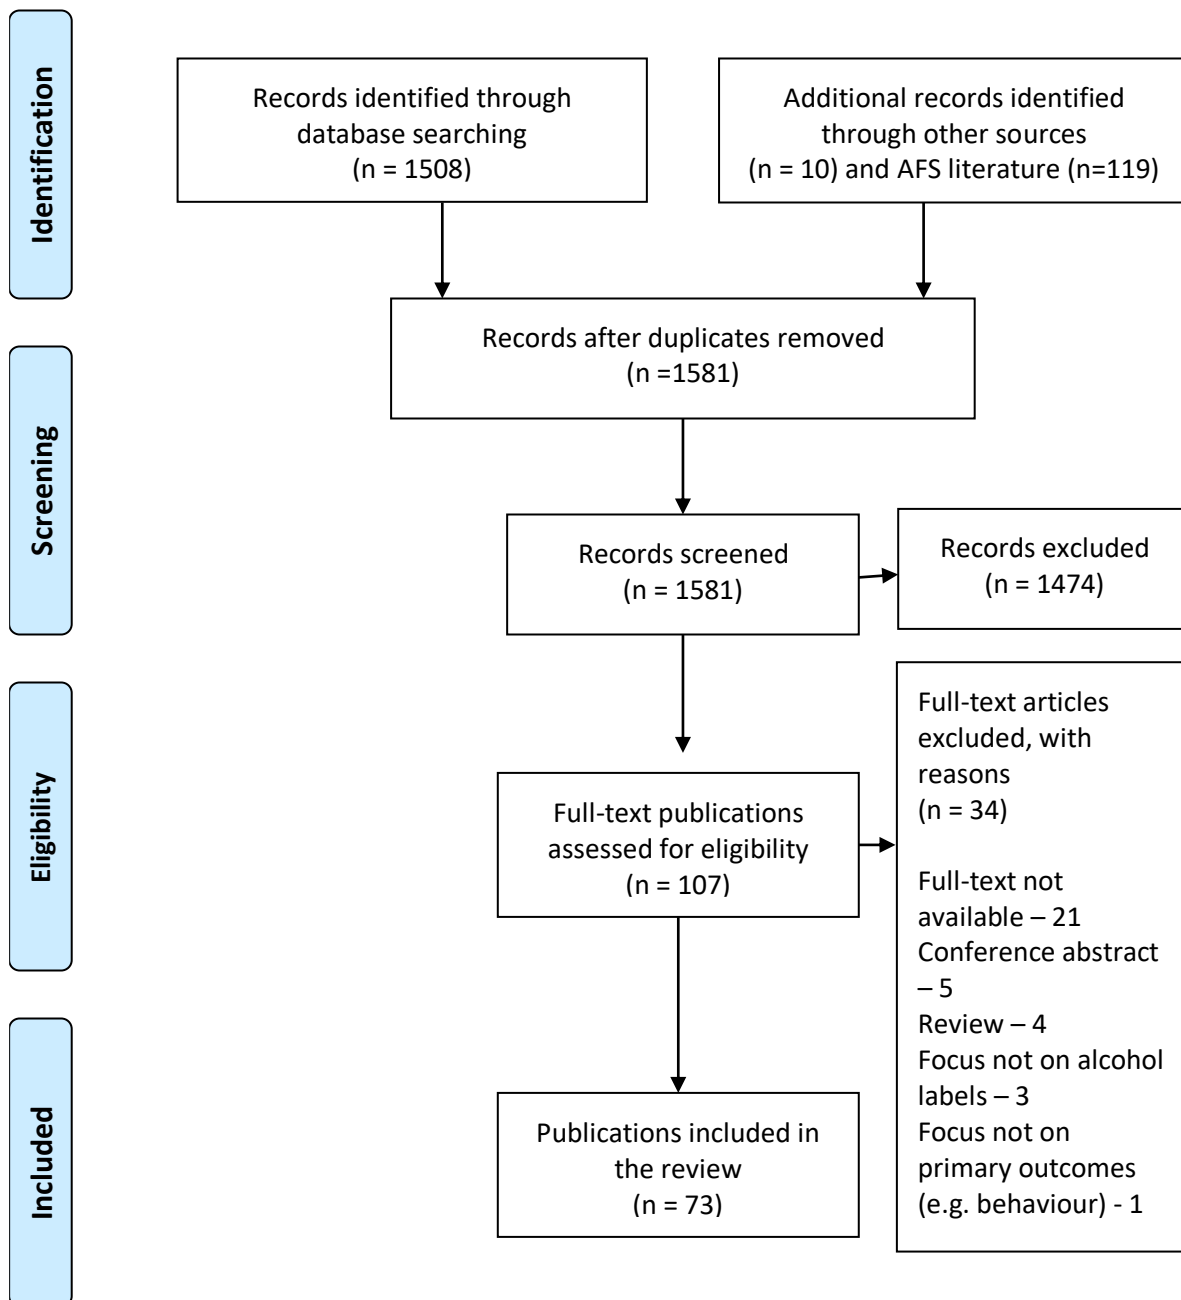 Identification
Records identified through
database searching
(n = 1508)
Additional records identified
through other sources
(n = 10) and AFS literature (n=119)
Records after duplicates removed
(n =1581)
Screening
Records screened
(n = 1581)
Records excluded
(n = 1474)
Eligibility
Full-text publications
assessed for eligibility
(n = 107)
Full-text articles
excluded, with
reasons
(n = 34)
Full-text not
available – 21
Conference abstract
– 5
Review – 4
Focus not on alcohol
labels – 3
Focus not on
primary outcomes
(e.g. behaviour) - 1
Included
Publications included in
the review
(n = 73)